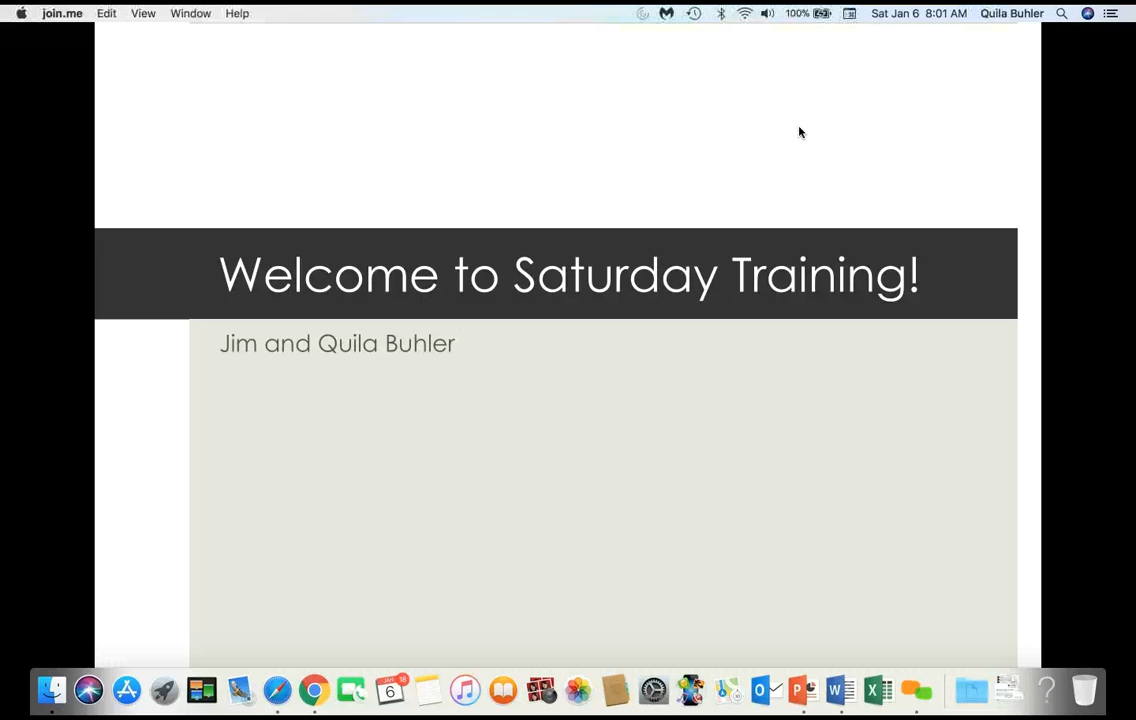 join.me Edit View Window Help 100% Sat Jan 6 8:01 AM Quila Buhler
Welcome to Saturday Training!
Jim and Quila Buhler